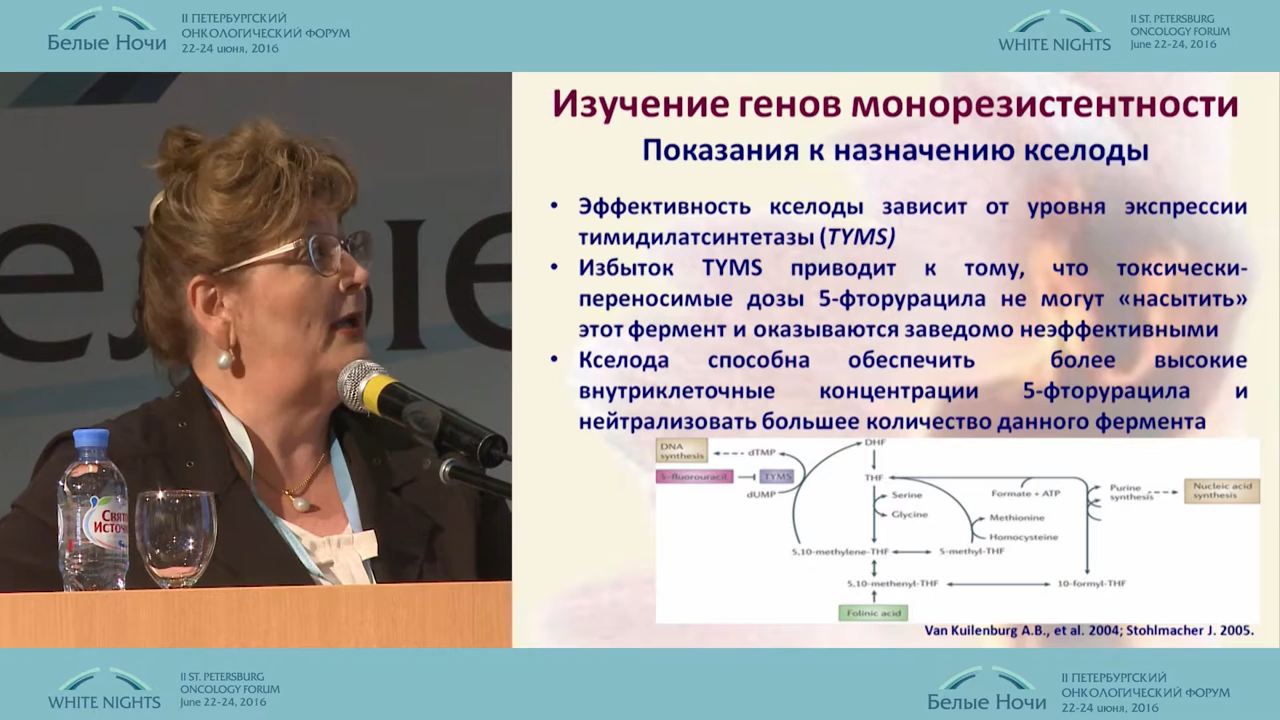 II ПЕТЕРБУРГСКИЙ
ОНКОЛОГИЧЕСКИЙ ФОРУМ
Белые Ночи
22-24 июня, 2016
II ST. PETERSBURG
ONCOLOGY FORUM
WHITE NIGHTS
June 22-24, 2016
Изучение генов монорезистентности
Показания к назначению кселоды
• Эффективность кселоды зависит от уровня экспрессии
тимидилатсинтетазы (TYMS)
• Избыток TYMS приводит к тому, что токсически-
переносимые дозы 5-фторурацила не могут «насытить»
этот фермент и оказываются заведомо неэффективными
• Кселода способна обеспечить более высокие
внутриклеточные концентрации 5-фторурацила и
нейтрализовать большее количество данного фермента
DNA
synthesis
dTMP
DHF
5-fluorouracil
TYMS
dUMP
THF
Serine
Glycine
Formate + ATP
Methionine
Homocysteine
Purine
synthesis
Nucleic acid
synthesis
5,10-methylene-THF
5-methyl-THF
5,10-methenyl-THF
10-formyl-THF
Folinic acid
Van Kuilenburg A.B., et al. 2004; Stohlmacher J. 2005.
II ST. PETERSBURG
ONCOLOGY FORUM
WHITE NIGHTS
June 22-24, 2016
II ПЕТЕРБУРГСКИЙ
ОНКОЛОГИЧЕСКИЙ ФОРУМ
Белые Ночи
22-24 июня, 2016